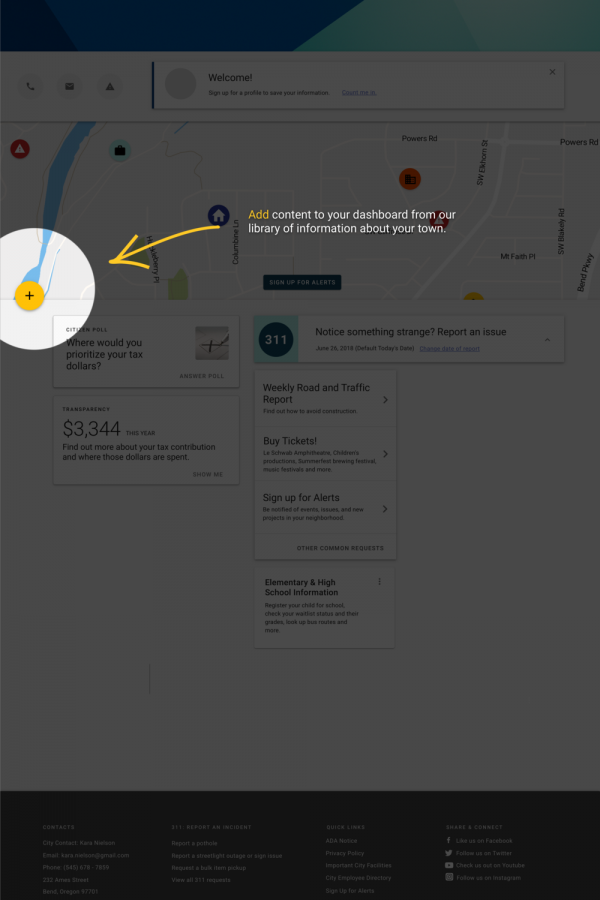 Welcome!
Sign up for a profile to save your information.
Count me in.
Powers Rd
Powers Rd
SW Elkhorn St
Columbine Ln
SW Blakely Rd
Mt Faith Pl
Bend Pkwy
Add content to your dashboard from our
library of information about your town.
SIGN UP FOR ALERTS
+
CITIZEN POLL
Where would you
prioritize your tax
dollars?
ANSWER POLL
TRANSPARENCY
$3,344 THIS YEAR
Find out more about your tax contribution
and where those dollars are spent.
SHOW ME
311
Notice something strange? Report an issue
June 25, 2018 (Default Today's Date) Change date of report
Weekly Road and Traffic
Report
Find out how to avoid construction.
Buy Tickets!
La Schwak Amphitheatre, Children's
productions, Summerfest brewing festival,
music festivals and more.
Sign up for Alerts
Be notified of events, issues, and new
projects in your neighborhood.
OTHER COMMON REQUESTS
Elementary & High
School Information
Register your child for school,
check your waitlist status and their
grades, look up bus routes and
more.
CONTACTS
City Contact: Kara Nielson
Email: kara.nielson@gmail.com
Phone: (545) 678 - 7899
232 Ames Street
Bend, Oregon 97701
311: REPORT AN INCIDENT
Report a pothole
Report a streetlight outage or sign issue
Request a bulk item pickup
View all 311 requests
QUICK LINKS
ADA Notice
Privacy Policy
Important City Facilities
City Employee Directory
Sign Up for Alerts
SHARE & CONNECT
Like us on Facebook
Follow us on Twitter
Check us out on Youtube
Follow us on Instagram